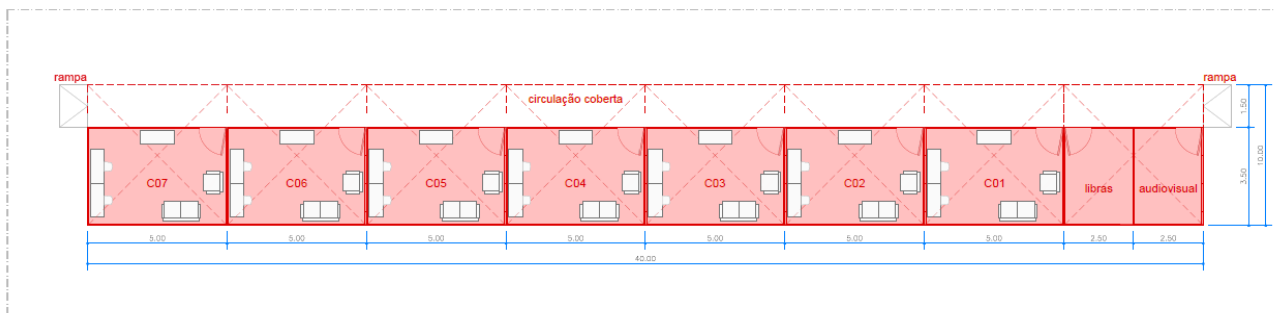 rampa
rampa
circulação coberta
1.50
10.00
3.50
C07
C06
C05
C04
C03
C02
C01
libras
audiovisual
5.00
5.00
5.00
5.00
5.00
5.00
5.00
2.50
2.50
40.00